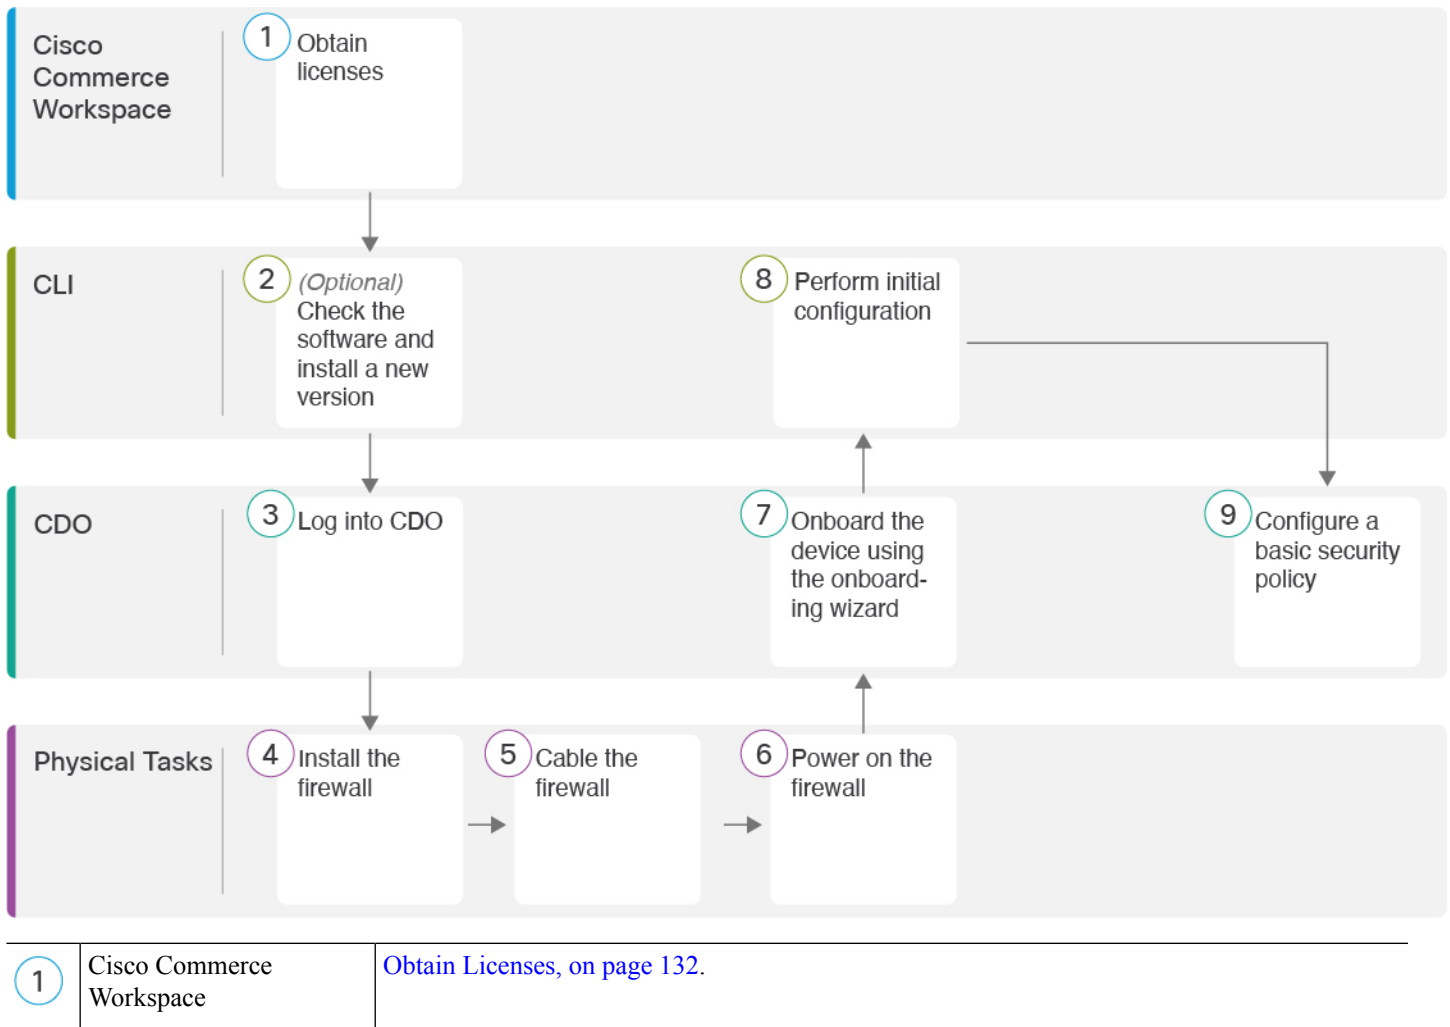 Cisco
Commerce
Workspace
1
Obtain
licenses
CLI
2
(Optional)
Check the
software and
install a new
version
8
Perform initial
configuration
CDO
3
Log into CDO
7
Onboard the
device using
the onboard-
ing wizard
9
Configure a
basic security
policy
Physical Tasks
4
Install the
firewall
5
Cable the
firewall
6
Power on the
firewall
1
Cisco Commerce
Workspace
Obtain Licenses, on page 132.